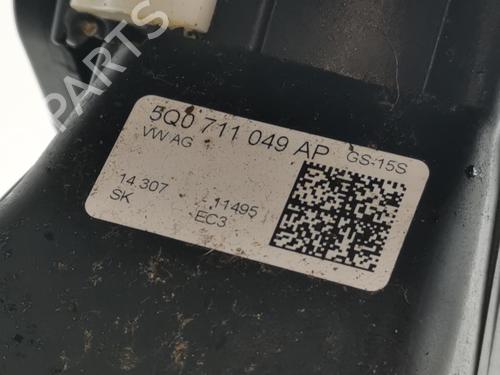 5Q0 711 049 AP GS-15S
VW AG
14.307 11495
SK EC3
PARTS